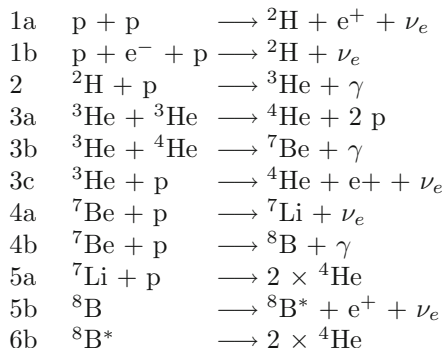 1a p + p ⟶ ²H + e⁺ + νₑ
1b p + e⁻ + p ⟶ ²H + νₑ
2 ²H + p ⟶ ³He + γ
3a ³He + ³He ⟶ ⁴He + 2 p
3b ³He + ⁴He ⟶ ⁷Be + γ
3c ³He + p ⟶ ⁴He + e+ + νₑ
4a ⁷Be + p ⟶ ⁷Li + νₑ
4b ⁷Be + p ⟶ ⁸B + γ
5a ⁷Li + p ⟶ 2 × ⁴He
5b ⁸B ⟶ ⁸B* + e⁺ + νₑ
6b ⁸B* ⟶ 2 × ⁴He